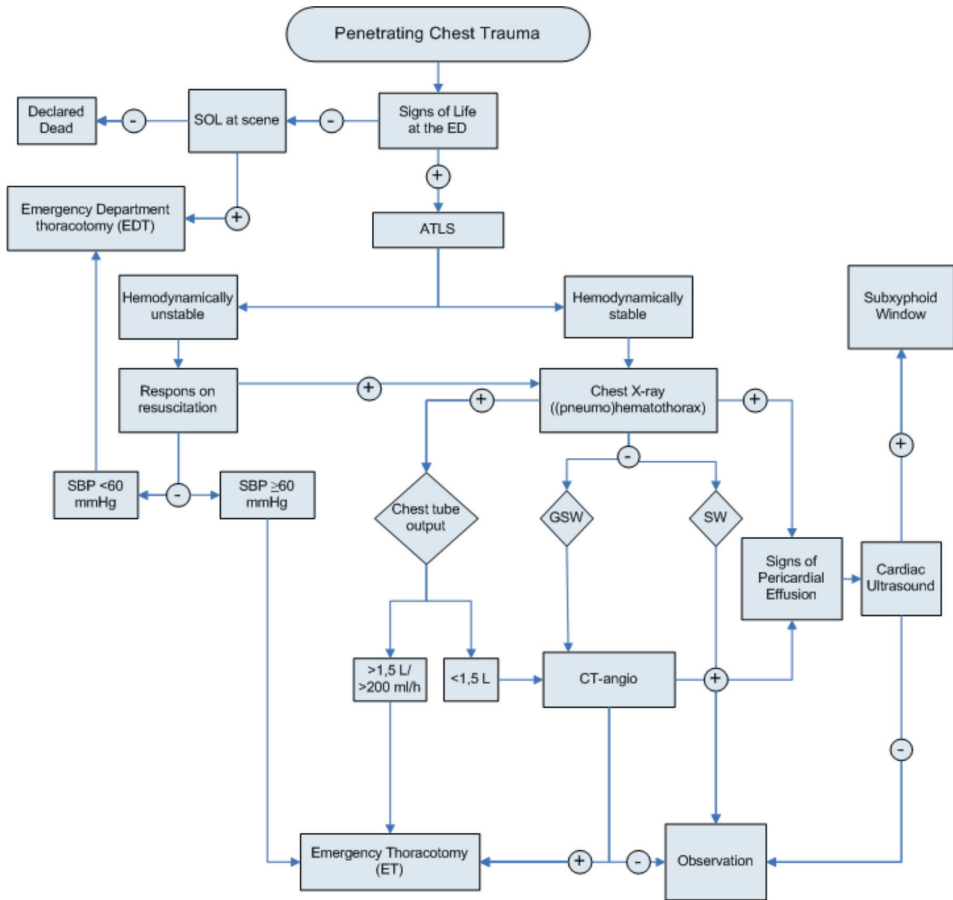 Penetrating Chest Trauma
Declared
Dead
-
SOL at scene
-
Signs of Life
at the ED
+
Emergency Department
thoracotomy (EDT)
+
ATLS
Hemodynamically
unstable
Hemodynamically
stable
Subxyphoid
Window
Respons on
resuscitation
+
Chest X-ray
((pneumo)hematothorax)
+
+
-
+
SBP <60
mmHg
-
SBP ≥60
mmHg
Chest tube
output
GSW
SW
Signs of
Pericardial
Effusion
Cardiac
Ultrasound
>1,5 L/
>200 ml/h
<1,5 L
CT-angio
+
-
Emergency Thoracotomy
(ET)
+
-
Observation